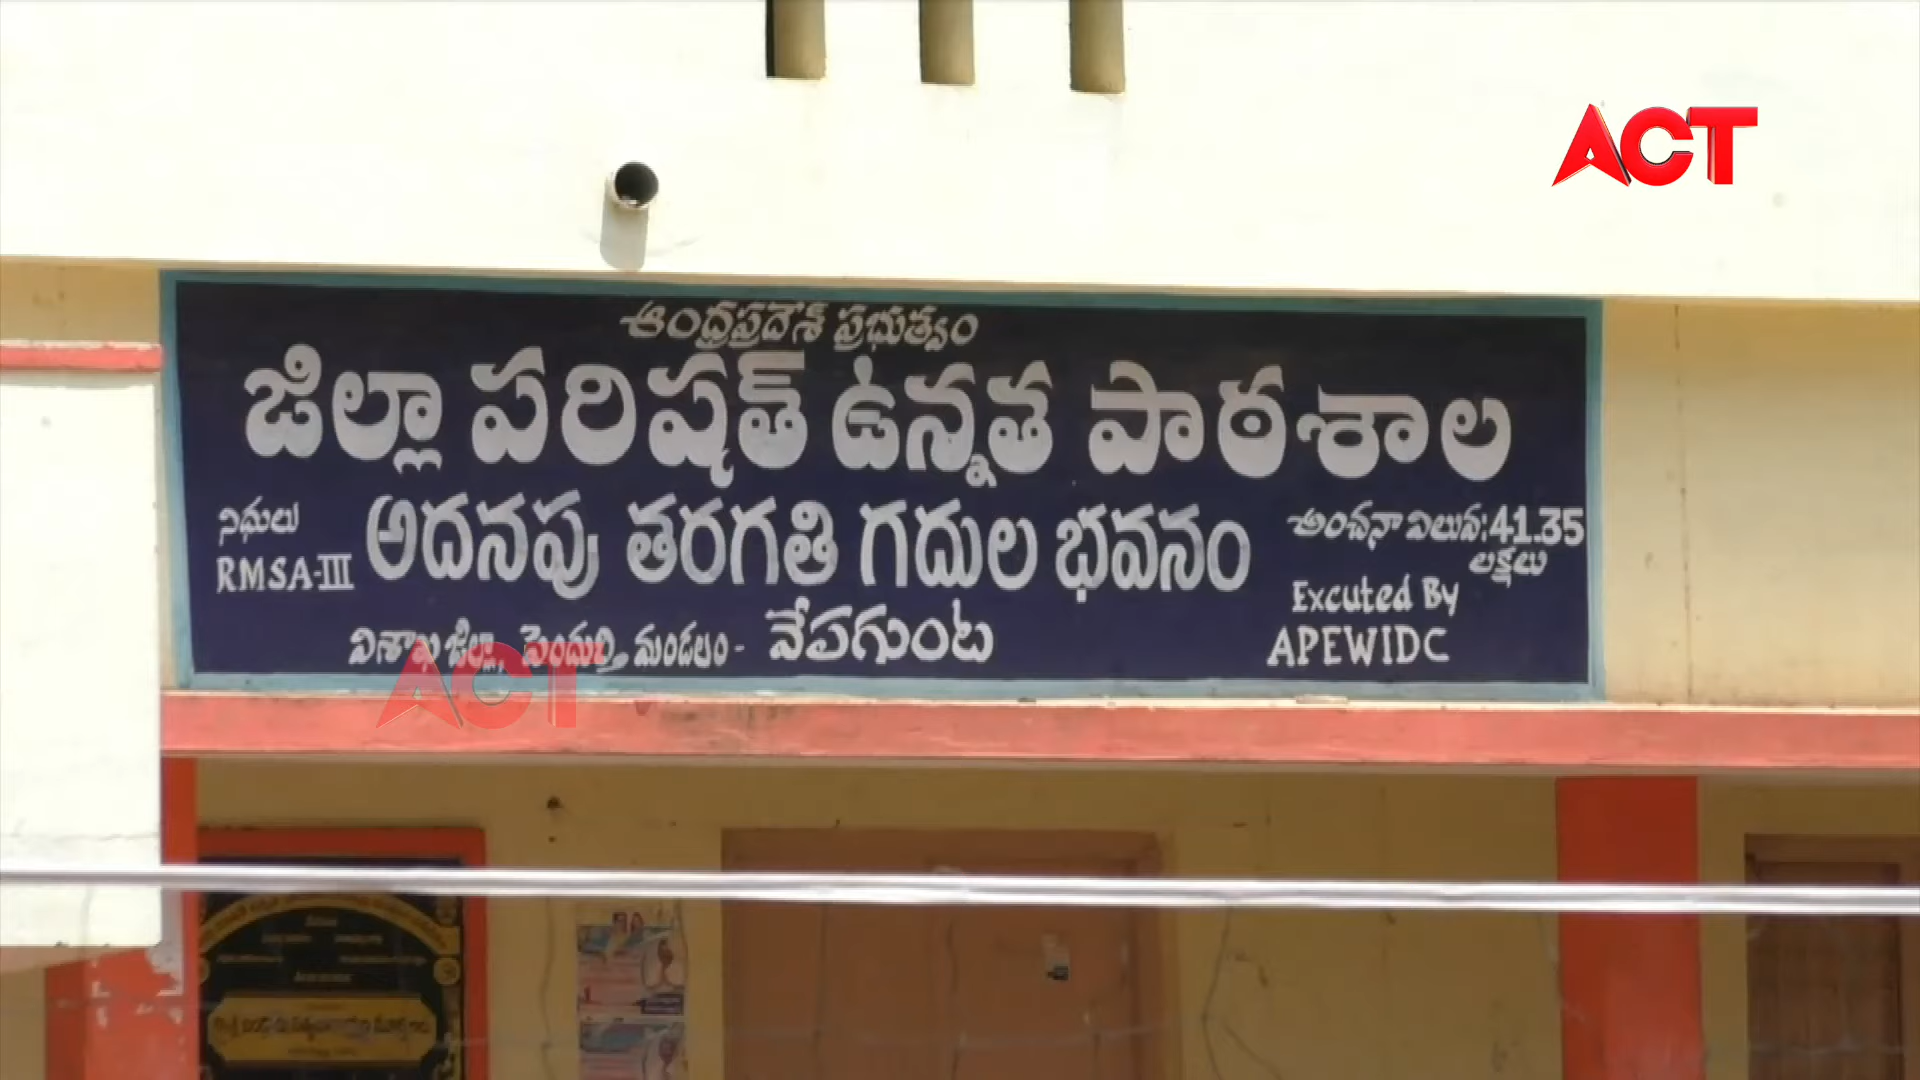 ACT
ఆంధ్రప్రదేశ్ ప్రభుత్వం
జిల్లా పరిషత్ ఉన్నత పాఠశాల
నిధులు
RMSA-III
అదనపు తరగతి గదుల భవనం
అంచనా విలువ: 41.35
లక్షలు
Excuted By
APEWIDC
విశాఖ జిల్లా, పెందుర్తి మండలం - వేపగుంట
ACT